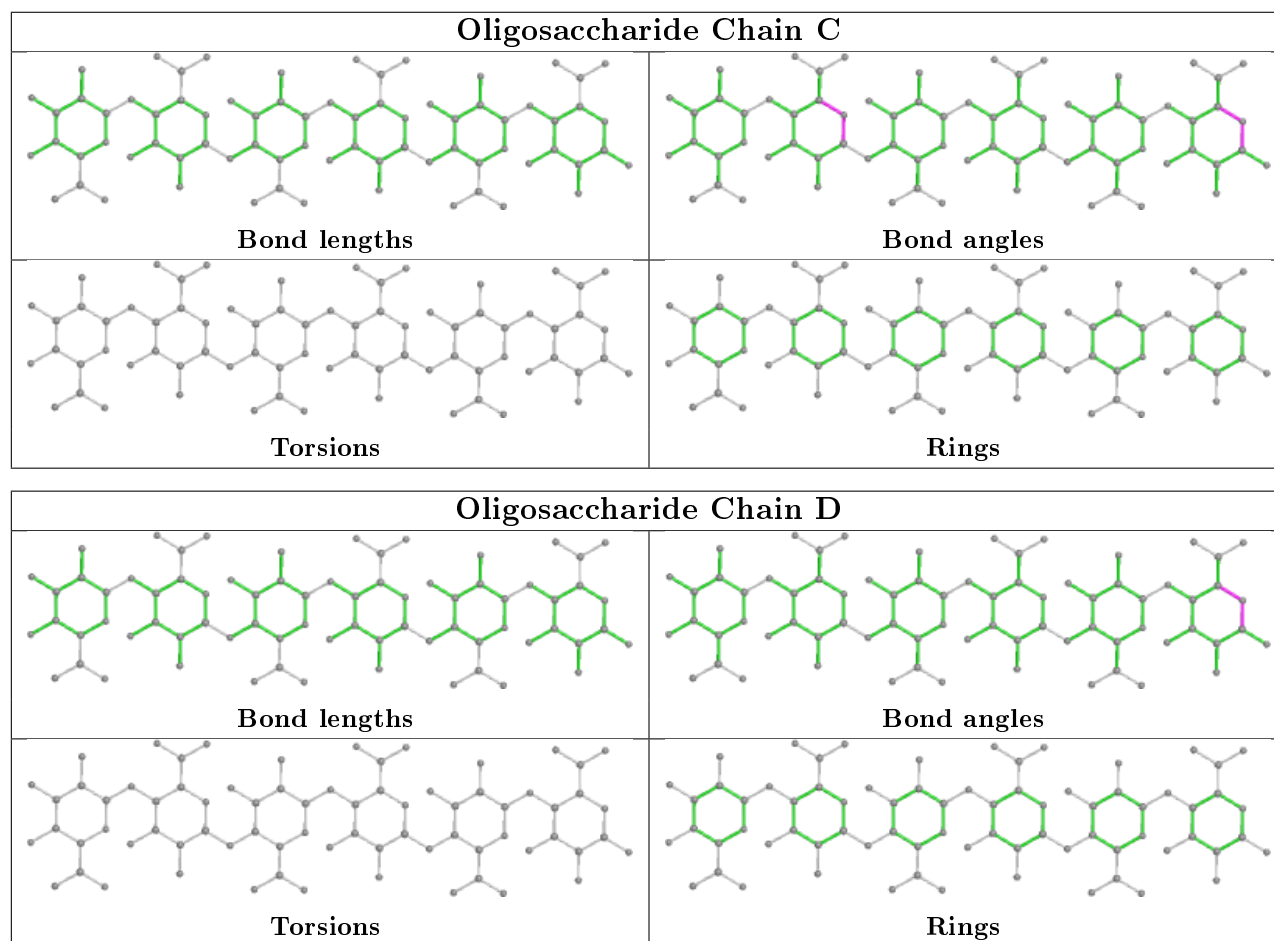 Oligosaccharide Chain C
Bond lengths
Bond angles
Torsions
Rings
Oligosaccharide Chain D
Bond lengths
Bond angles
Torsions
Rings